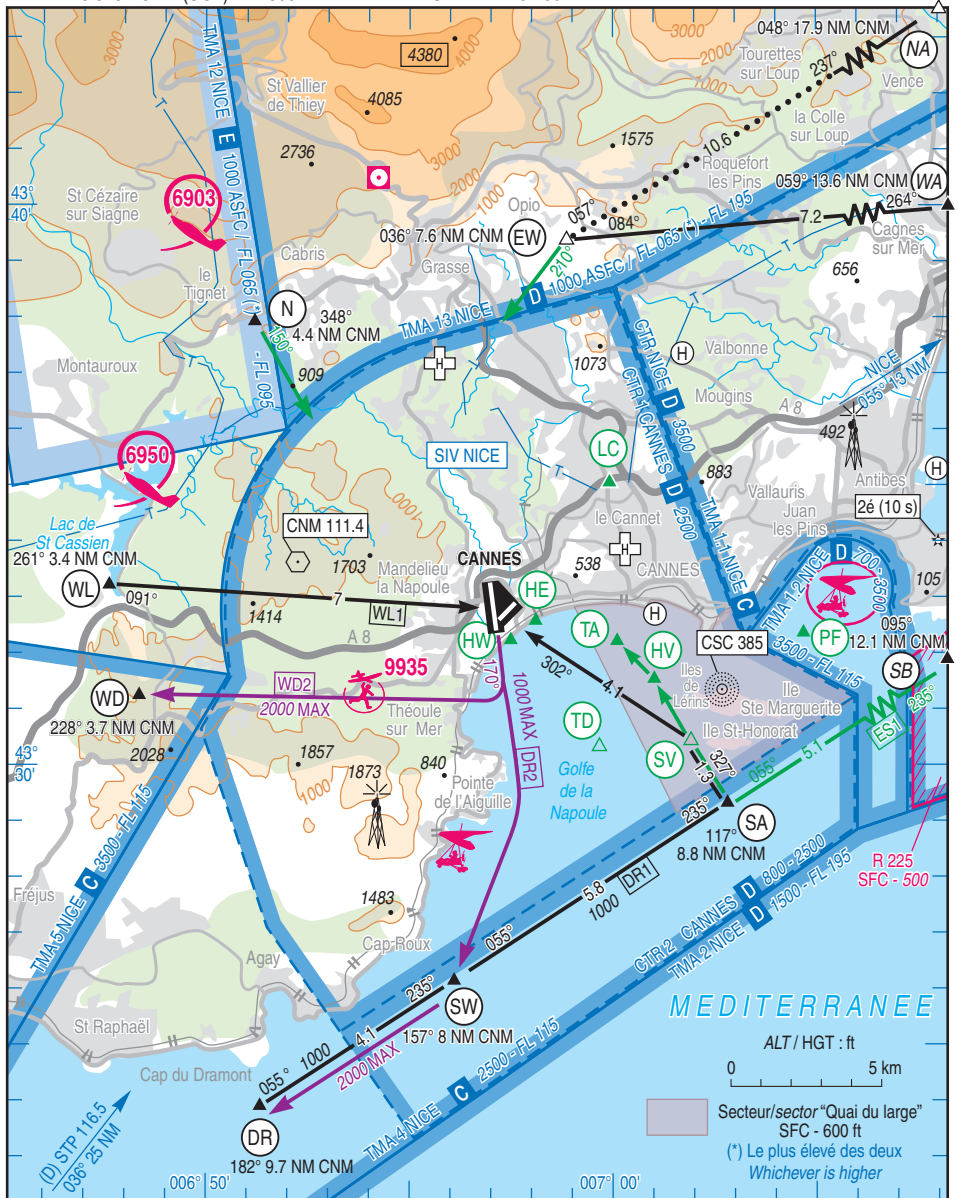 048° 17.9 NM CNM
NA
237°
Tourettes
sur Loup
Vence
la Colle
sur Loup
10.6
Roquefort
les Pins
4380
3000
4000
2000
1000
St Vallier
de Thiey
4085
2736
1575
3000
2000
1000
TMA 12 NICE E 1000 ASFC / FL 065 (*) - FL 095
43°
40'
St Cézaire
sur Siagne
6903
059° 13.6 NM CNM
WA
264°
7.2
Cagnes
sur Mer
Opio
057°
084°
036° 7.6 NM CNM
EW
210°
Cabris
Grasse
le
Tignet
N
348°
4.4 NM CNM
150°
TMA 13 NICE D 1000 ASFC / FL 065 (*) - FL 195
656
Montauroux
909
1073
CTR NICE D 3500
CTR 1 CANNES D 2500
TMA 1.1 NICE C
Valbonne
Mougins
A 8
NICE
055° 13 NM
492
H
6950
SIV NICE
LC
883
Vallauris
Juan
les Pins
Antibes
H
2é (10 s)
Lac de
St Cassien
CNM 111.4
1000
1703
le Cannet
CANNES
Mandelieu
la Napoule
538
CANNES
261° 3.4 NM CNM
WL
091°
7
WL1
1414
A 8
HE
HW
TA
HV
H
CSC 385
TMA 1.2 NICE D 700 - 3500
3500 - FL 115
105
PF
095°
12.1 NM CNM
SB
235°
302°
4.1
Iles
de
Lérins
Ile
Ste Marguerite
Ile St-Honorat
WD
WD2
2000 MAX
9935
170°
1000 MAX
DR2
228° 3.7 NM CNM
Théoule
sur Mer
TD
SV
327°
1.3
055°
5.1
ES1
2028
1857
43°
30'
1000
1873
840
Pointe
de l'Aiguille
Golfe
de la
Napoule
SA
117°
8.8 NM CNM
235°
5.8
DR1
1000
R 225
SFC - 500
TMA 5 NICE C 3500 - FL 115
Fréjus
1483
Cap Roux
055°
CTR 2 CANNES D 800 - 2500
TMA 2 NICE D 1500 - FL 195
Agay
235°
SW
157° 8 NM CNM
4.1
1000
2000 MAX
055°
St Raphaël
Cap du Dramont
DR
182° 9.7 NM CNM
TMA 4 NICE C 2500 - FL 115
(D) STP 116.5
036° 25 NM
MEDITERRANEE
ALT / HGT : ft
0 5 km
Secteur/sector "Quai du large"
SFC - 600 ft
(*) Le plus élevé des deux
Whichever is higher
006° 50'
007° 00'